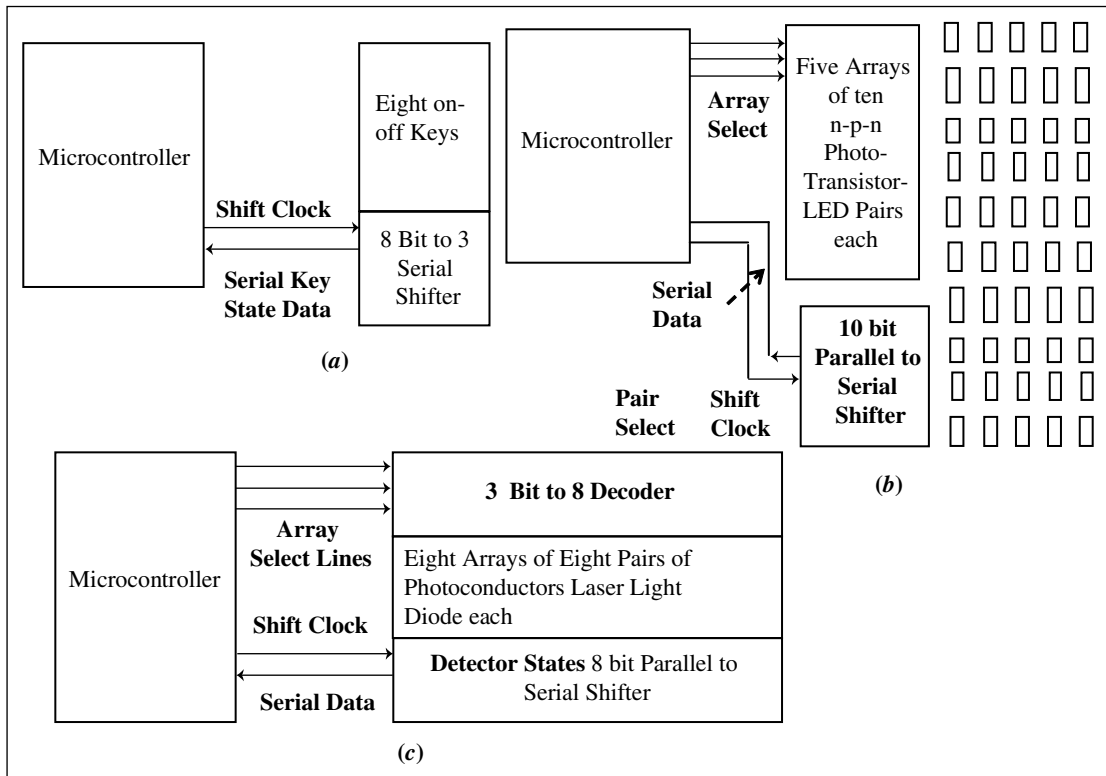 Microcontroller
Eight on-
off Keys
Shift Clock
8 Bit to 3
Serial
Shifter
Serial Key
State Data
(a)
Microcontroller
Array
Select
Five Arrays
of ten
n-p-n
Photo-
Transistor-
LED Pairs
each
Serial
Data
10 bit
Parallel to
Serial
Shifter
Pair
Select
Shift
Clock
(b)
Microcontroller
Array
Select Lines
3 Bit to 8 Decoder
Eight Arrays of Eight Pairs of
Photoconductors Laser Light
Diode each
Shift Clock
Serial Data
Detector States 8 bit Parallel to
Serial Shifter
(c)